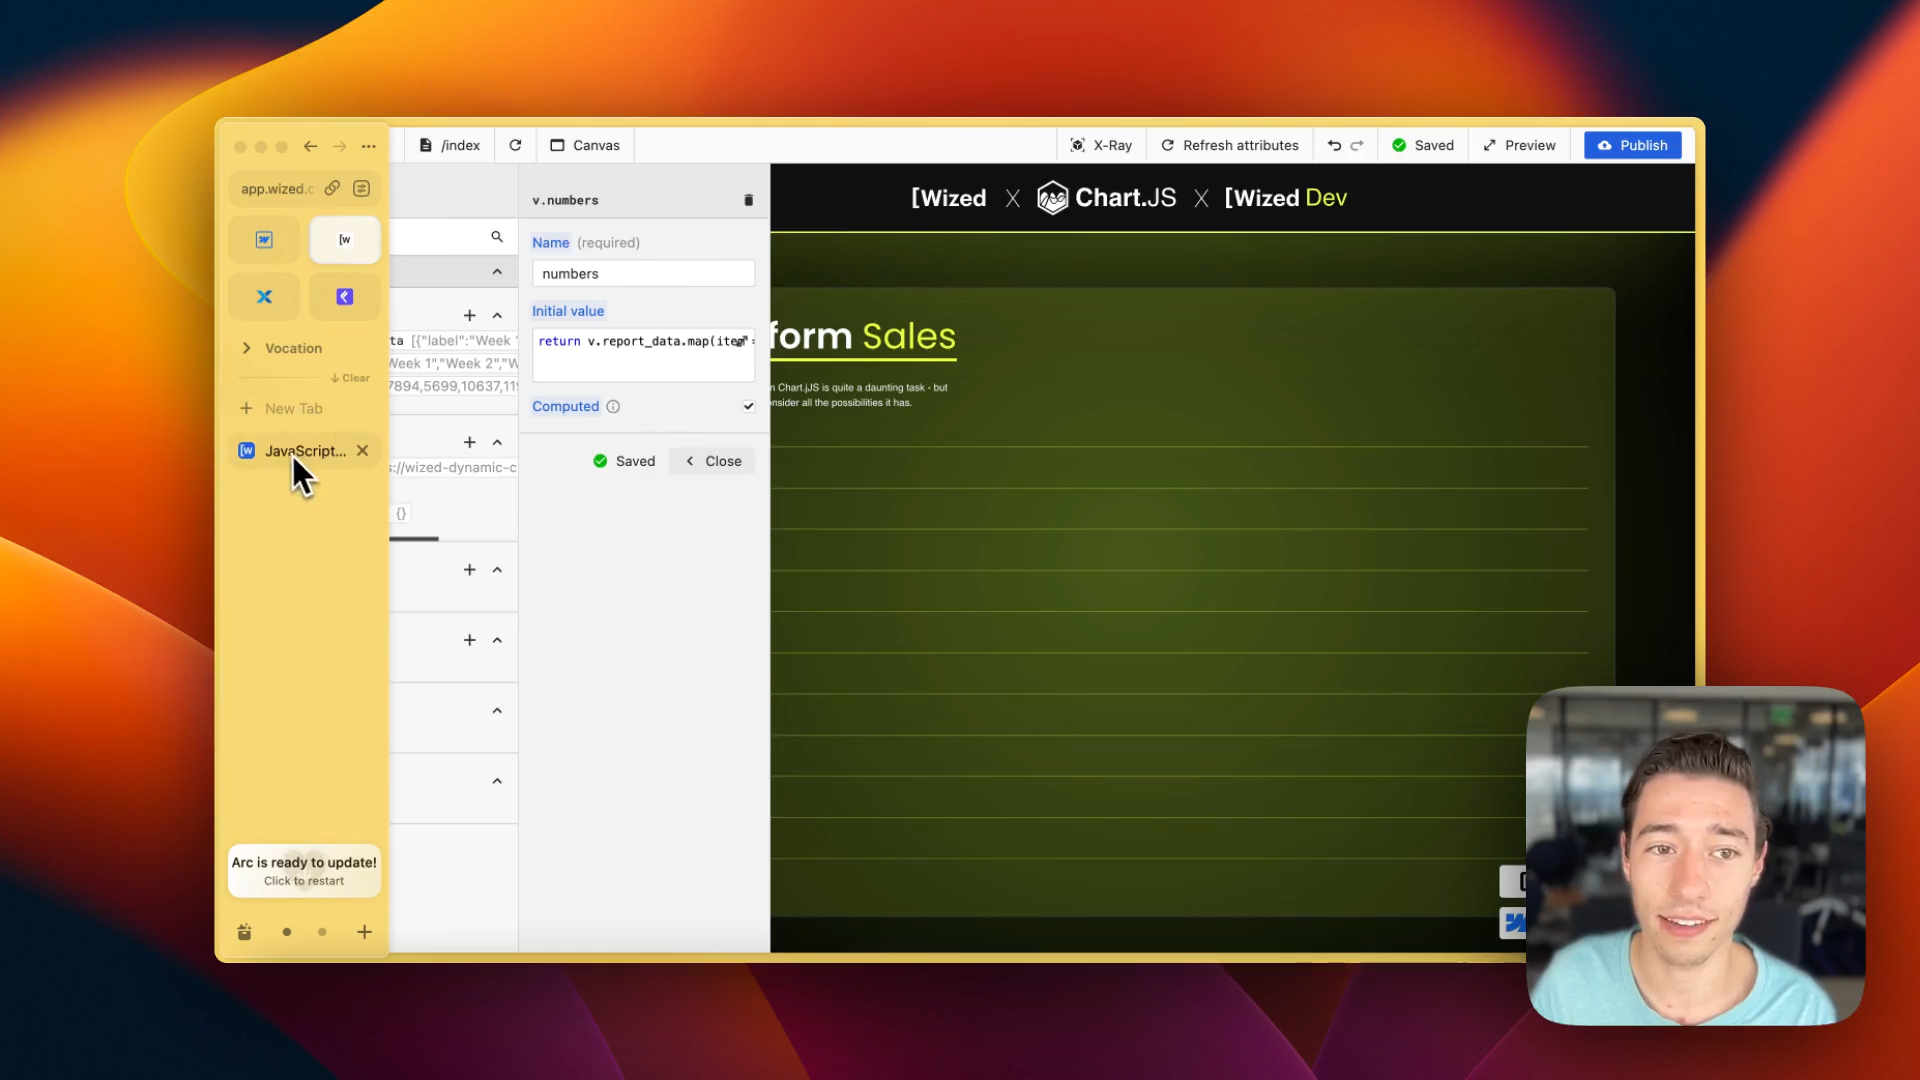 /index
Canvas
X-Ray
Refresh attributes
Saved
Preview
Publish
app.wized.c
[w
Vocation
Clear
New Tab
JavaScript...
Arc is ready to update!
Click to restart
ta [{"label":"Week
Week 1","Week 2","W
7894,5699,10637,119
s://wized-dynamic-c
{}
v.numbers
Name (required)
numbers
Initial value
return v.report_data.map(item
Computed
Saved
Close
[Wized X Chart.JS X [Wized Dev
form Sales
n Chart.jJS is quite a daunting task - but
nsider all the possibilities it has.